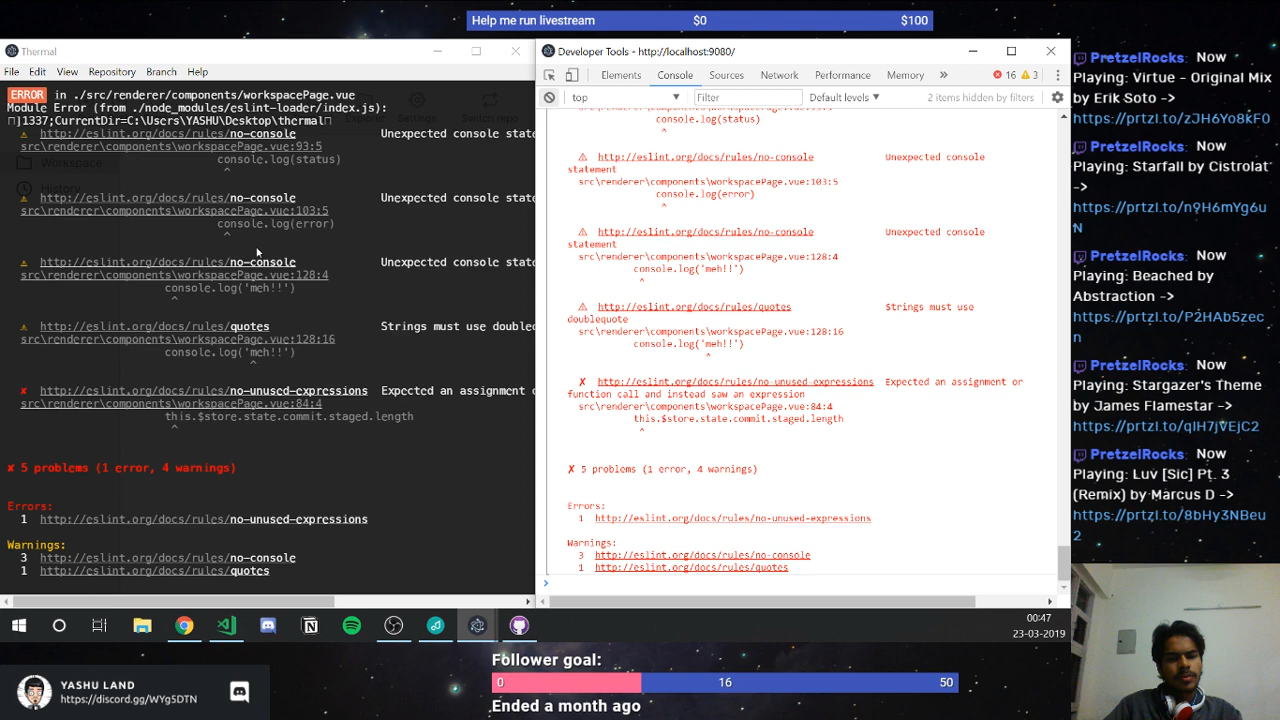 Help me run livestream $0 $100
Thermal
File Edit View Repository Branch Help
ERROR in ./src/renderer/components/workspacePage.vue
Module Error (from ./node_modules/eslint-loader/index.js):
]1337;CurrentDir=C:\Users\YASHU\Desktop\thermal
Settings
Switch repo
Workspace
History
⚠ http://eslint.org/docs/rules/no-console Unexpected console state
src\renderer\components\workspacePage.vue:93:5
console.log(status)
^
⚠ http://eslint.org/docs/rules/no-console Unexpected console state
src\renderer\components\workspacePage.vue:103:5
console.log(error)
^
⚠ http://eslint.org/docs/rules/no-console Unexpected console state
src\renderer\components\workspacePage.vue:128:4
console.log('meh!!')
^
⚠ http://eslint.org/docs/rules/quotes Strings must use doubleq
src\renderer\components\workspacePage.vue:128:16
console.log('meh!!')
^
✘ http://eslint.org/docs/rules/no-unused-expressions Expected an assignment o
src\renderer\components\workspacePage.vue:84:4
this.$store.state.commit.staged.length
^
✘ 5 problems (1 error, 4 warnings)
Errors:
1 http://eslint.org/docs/rules/no-unused-expressions
Warnings:
3 http://eslint.org/docs/rules/no-console
1 http://eslint.org/docs/rules/quotes
Developer Tools - http://localhost:9080/
Elements Console Sources Network Performance Memory » 16 3
top Filter Default levels 2 items hidden by filters
console.log(status)
^
⚠ http://eslint.org/docs/rules/no-console Unexpected console
statement
src\renderer\components\workspacePage.vue:103:5
console.log(error)
^
⚠ http://eslint.org/docs/rules/no-console Unexpected console
statement
src\renderer\components\workspacePage.vue:128:4
console.log('meh!!')
^
⚠ http://eslint.org/docs/rules/quotes Strings must use
doublequote
src\renderer\components\workspacePage.vue:128:16
console.log('meh!!')
^
✘ http://eslint.org/docs/rules/no-unused-expressions Expected an assignment or
function call and instead saw an expression
src\renderer\components\workspacePage.vue:84:4
this.$store.state.commit.staged.length
^
✘ 5 problems (1 error, 4 warnings)
Errors:
1 http://eslint.org/docs/rules/no-unused-expressions
Warnings:
3 http://eslint.org/docs/rules/no-console
1 http://eslint.org/docs/rules/quotes
PretzelRocks: Now
Playing: Virtue - Original Mix
by Erik Soto ->
https://prtzl.to/zJH6Yo8kF0
PretzelRocks: Now
Playing: Starfall by Cistrolat
->
https://prtzl.to/n9H6mYg6u
N
PretzelRocks: Now
Playing: Beached by
Abstraction ->
https://prtzl.to/P2HAb5zec
n
PretzelRocks: Now
Playing: Stargazer's Theme
by James Flamestar ->
https://prtzl.to/qIH7jVEjC2
PretzelRocks: Now
Playing: Luv [Sic] Pt. 3
(Remix) by Marcus D ->
https://prtzl.to/8bHy3NBeu
2
00:47
23-03-2019
YASHU LAND
https://discord.gg/WYg5DTN
Follower goal:
0 16 50
Ended a month ago